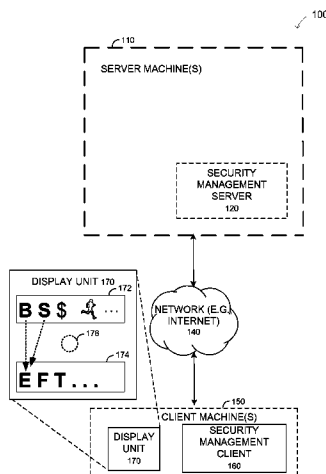 100
110
SERVER MACHINE(S)
SECURITY
MANAGEMENT
SERVER
120
DISPLAY UNIT 170
172
B S $ ...
176
174
E F T . . .
NETWORK (E.G.
INTERNET)
140
150
CLIENT MACHINE(S)
DISPLAY
UNIT
170
SECURITY
MANAGEMENT
CLIENT
160